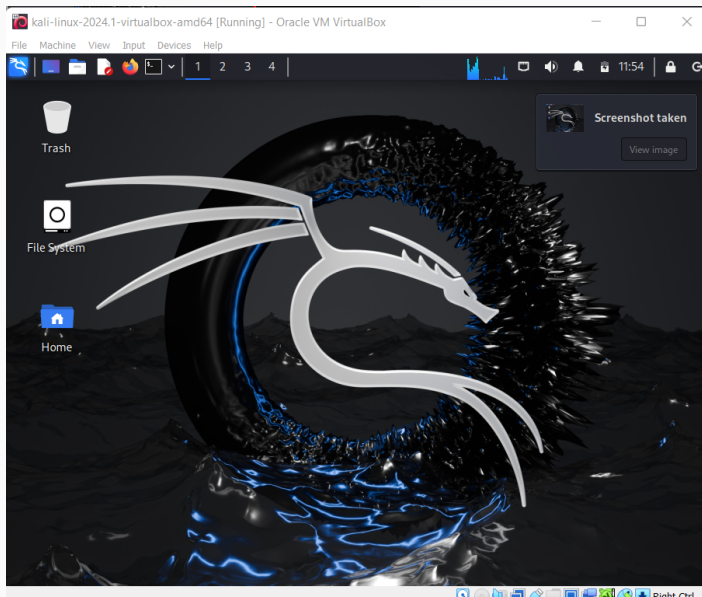 kali-linux-2024.1-virtualbox-amd64 [Running] - Oracle VM VirtualBox
File Machine View Input Devices Help
1 2 3 4 11:54
Screenshot taken
View image
Trash
File System
Home
Right Ctrl